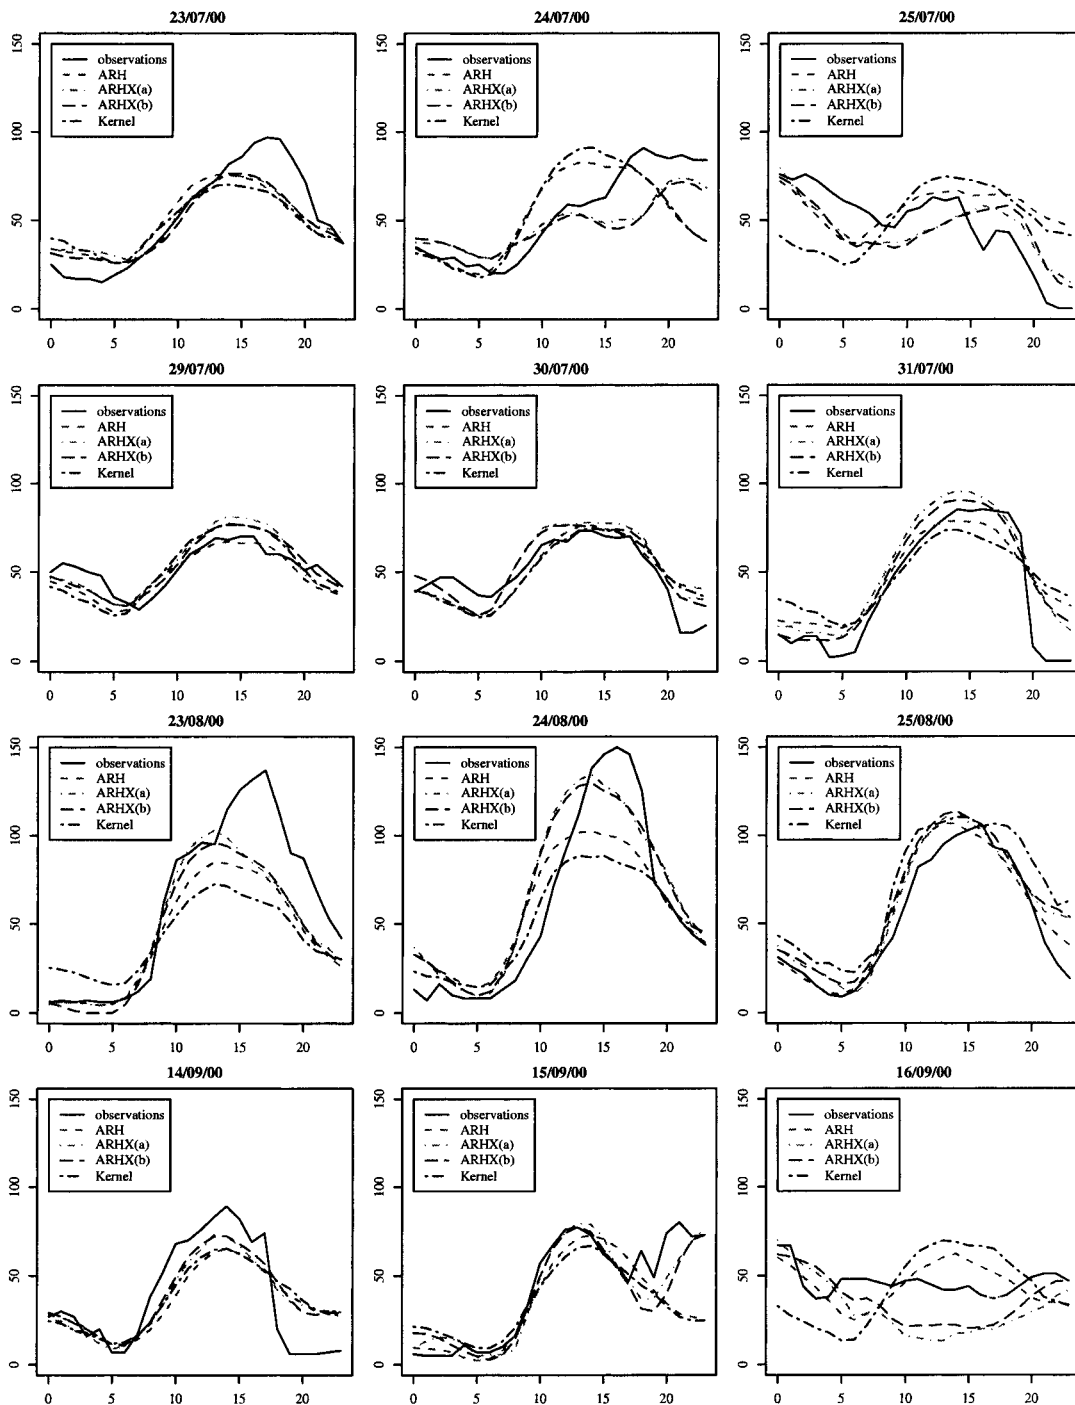 23/07/00
150
100
50
0
observations
ARH
ARHX(a)
ARHX(b)
Kernel
0 5 10 15 20
24/07/00
150
100
50
0
observations
ARH
ARHX(a)
ARHX(b)
Kernel
0 5 10 15 20
25/07/00
150
100
50
0
observations
ARH
ARHX(a)
ARHX(b)
Kernel
0 5 10 15 20
29/07/00
150
100
50
0
observations
ARH
ARHX(a)
ARHX(b)
Kernel
0 5 10 15 20
30/07/00
150
100
50
0
observations
ARH
ARHX(a)
ARHX(b)
Kernel
0 5 10 15 20
31/07/00
150
100
50
0
observations
ARH
ARHX(a)
ARHX(b)
Kernel
0 5 10 15 20
23/08/00
150
100
50
0
observations
ARH
ARHX(a)
ARHX(b)
Kernel
0 5 10 15 20
24/08/00
150
100
50
0
observations
ARH
ARHX(a)
ARHX(b)
Kernel
0 5 10 15 20
25/08/00
150
100
50
0
observations
ARH
ARHX(a)
ARHX(b)
Kernel
0 5 10 15 20
14/09/00
150
100
50
0
observations
ARH
ARHX(a)
ARHX(b)
Kernel
0 5 10 15 20
15/09/00
150
100
50
0
observations
ARH
ARHX(a)
ARHX(b)
Kernel
0 5 10 15 20
16/09/00
150
100
50
0
observations
ARH
ARHX(a)
ARHX(b)
Kernel
0 5 10 15 20